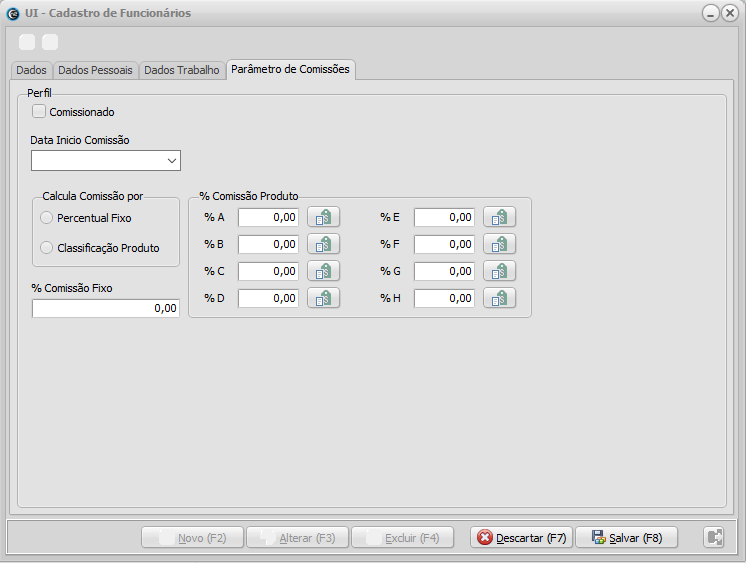 UI - Cadastro de Funcionários
Dados Dados Pessoais Dados Trabalho Parâmetro de Comissões
Perfil
Comissionado
Data Inicio Comissão
Calcula Comissão por
Percentual Fixo
Classificação Produto
% Comissão Fixo
0,00
% Comissão Produto
% A 0,00 % E 0,00
% B 0,00 % F 0,00
% C 0,00 % G 0,00
% D 0,00 % H 0,00
Novo (F2) Alterar (F3) Excluir (F4) Descartar (F7) Salvar (F8)